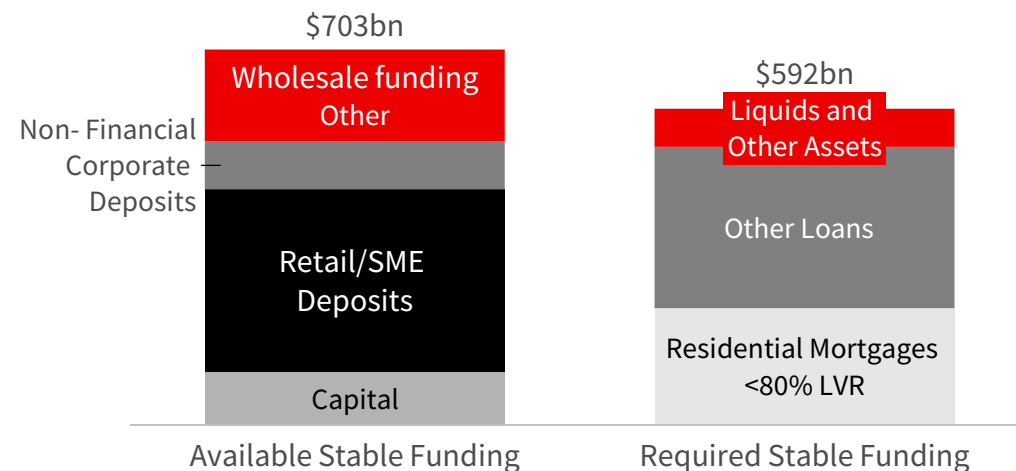 $703bn
Wholesale funding
Other
Non- Financial
Corporate
Deposits
Retail/SME
Deposits
Capital
Available Stable Funding
$592bn
Liquids and
Other Assets
Other Loans
Residential Mortgages
<80% LVR
Required Stable Funding